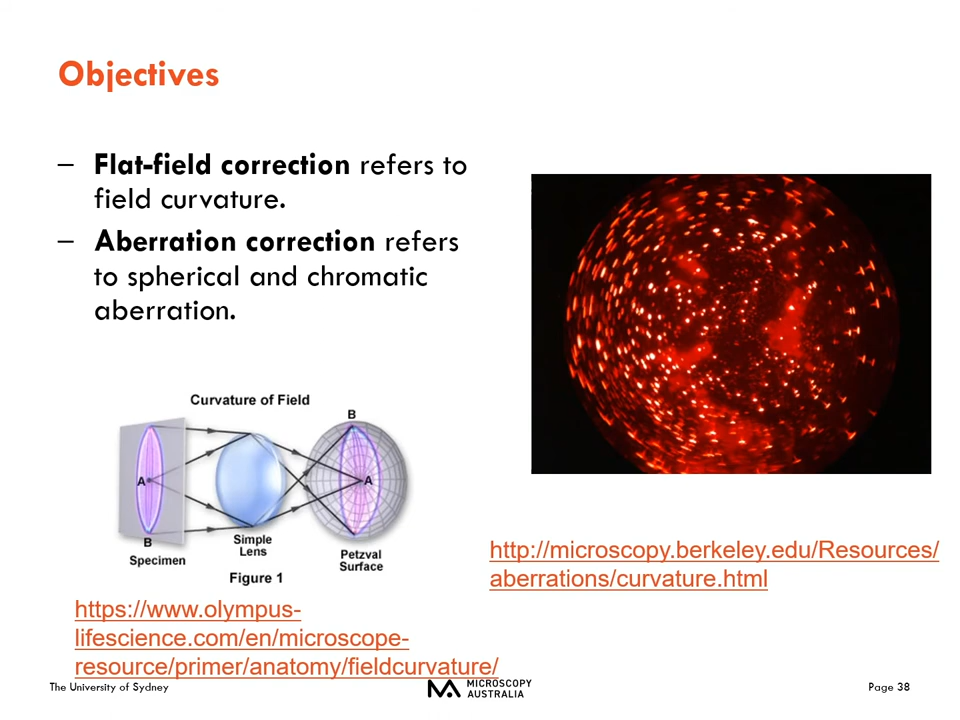 Objectives
– Flat-field correction refers to
field curvature.
– Aberration correction refers
to spherical and chromatic
aberration.
Curvature of Field
B
A
A
B
Specimen
Simple
Lens
Petzval
Surface
Figure 1
http://microscopy.berkeley.edu/Resources/
aberrations/curvature.html
https://www.olympus-
lifescience.com/en/microscope-
resource/primer/anatomy/fieldcurvature/
The University of Sydney
MICROSCOPY
AUSTRALIA
Page 38